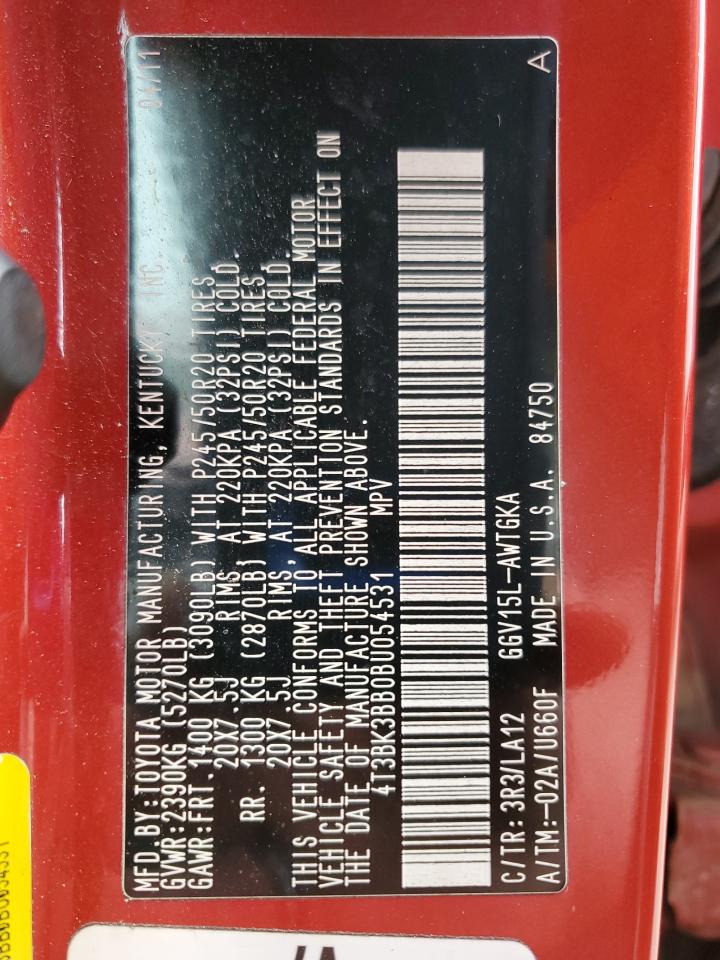 MFD.BY:TOYOTA MOTOR MANUFACTURING, KENTUCKY INC. 04/11
GVWR:2390KG (5270LB)
GAWR:FRT.1400 KG (3090LB) WITH P245/50R20 TIRES,
20X7.5J RIMS, AT 220KPA (32PSI) COLD.
RR. 1300 KG (2870LB) WITH P245/50R20 TIRES
20X7.5J RIMS, AT 220KPA (32PSI) COLD.
THIS VEHICLE CONFORMS TO ALL APPLICABLE FEDERAL MOTOR
VEHICLE SAFETY AND THEFT PREVENTION STANDARDS IN EFFECT ON
THE DATE OF MANUFACTURE SHOWN ABOVE.
4T3BK3BB0BU054531 MPV
C/TR: 3R3/LA12 GGV15L-AWTGKA
A/TM:-02A/U660F MADE IN U.S.A. 84750 A